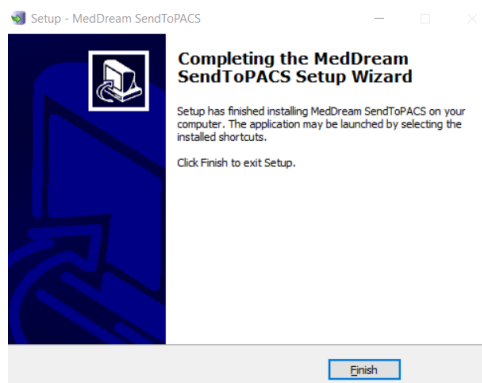 Setup - MedDream SendToPACS
Completing the MedDream
SendToPACS Setup Wizard
Setup has finished installing MedDream SendToPACS on your
computer. The application may be launched by selecting the
installed shortcuts.
Click Finish to exit Setup.
Finish